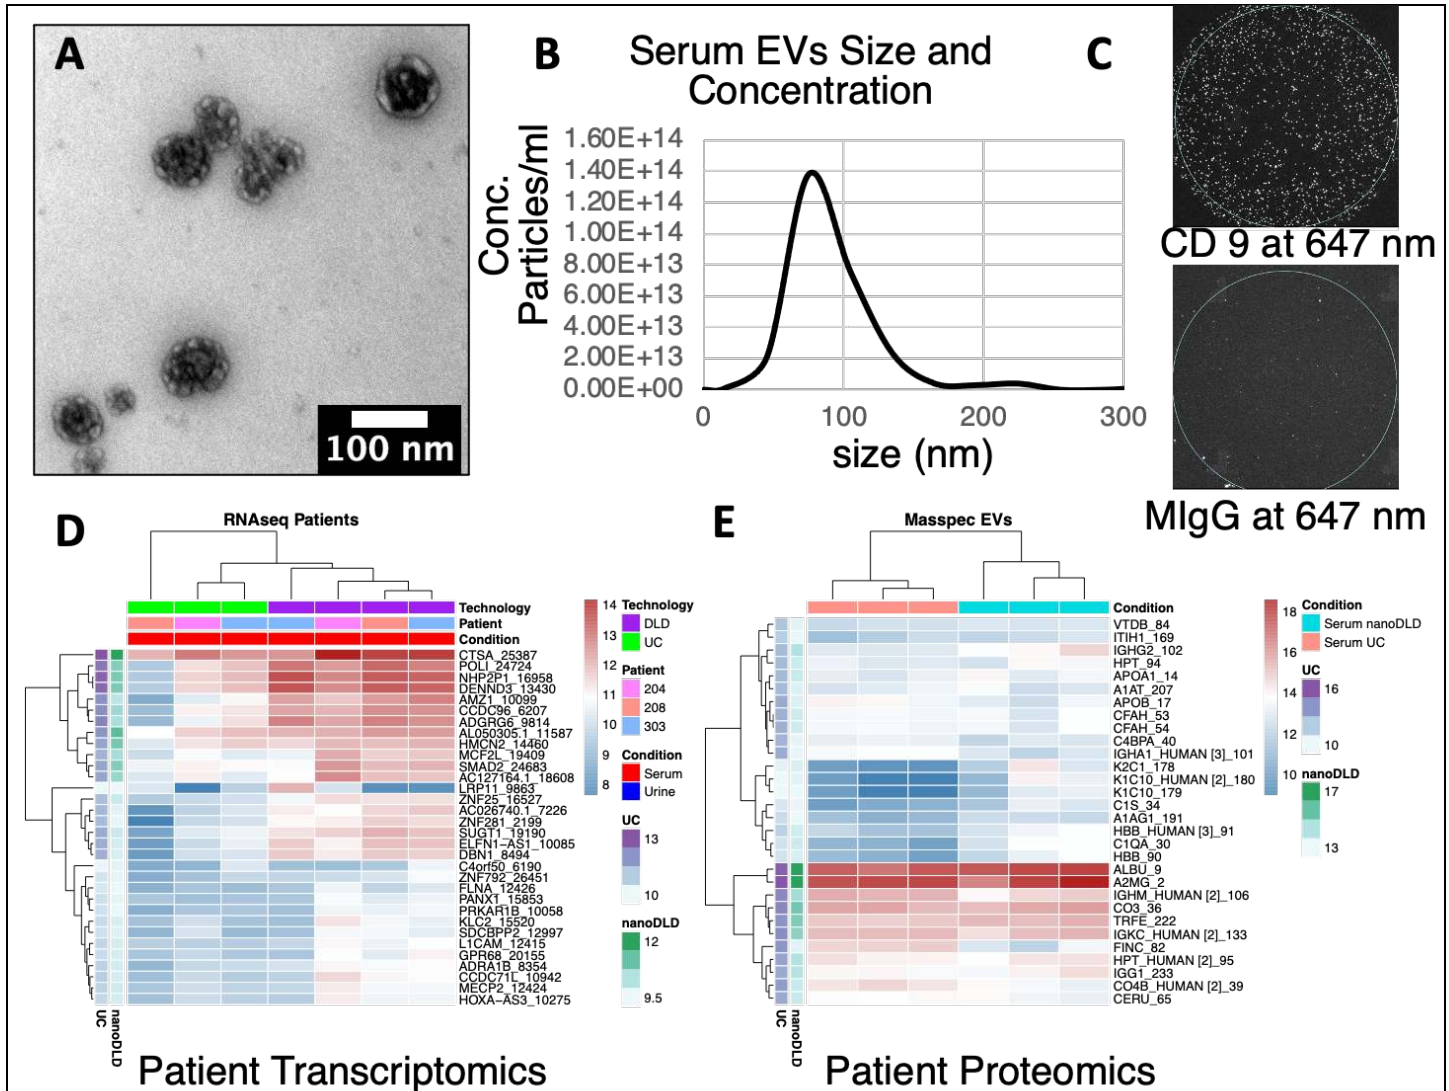 A
100 nm
B
Serum EVs Size and
Concentration
Conc.
Particles/ml
1.60E+14
1.40E+14
1.20E+14
1.00E+14
8.00E+13
6.00E+13
4.00E+13
2.00E+13
0.00E+00
0
100
200
300
size (nm)
C
CD 9 at 647 nm
MIgG at 647 nm
D
RNAseq Patients
Technology
Patient
Condition
CTSA_25387
POLI_24724
NHP2P1_16958
DENND3_13430
AMZ1_10099
CCDC96_6207
ADGRG6_9814
AL050305.1_11587
HMCN2_14460
MCF2L_19409
SMAD2_24683
AC127164.1_18608
LRP11_9863
ZNF25_16527
AC026740.1_7226
ZNF281_2199
SUGT1_19190
ELFN1-AS1_10085
DBN1_8494
C4orf50_6190
ZNF792_26451
FLNA_12426
PANX1_15853
PRKAR1B_10058
KLC2_15520
SDCBPP2_12997
L1CAM_12415
GPR68_20155
ADRA1B_8354
CCDC71L_10942
MECP2_12424
HOXA-AS3_10275
UC
nanoDLD
14
13
12
11
10
9
8
Technology
DLD
UC
Patient
204
208
303
Condition
Serum
Urine
UC
13
10
nanoDLD
12
9.5
Patient Transcriptomics
E
Masspec EVs
Condition
VTDB_84
ITIH1_169
IGHG2_102
HPT_94
APOA1_14
A1AT_207
APOB_17
CFAH_53
CFAH_54
C4BPA_40
IGHA1_HUMAN [3]_101
K2C1_178
K1C10_HUMAN [2]_180
K1C10_179
C1S_34
A1AG1_191
HBB_HUMAN [3]_91
C1QA_30
HBB_90
ALBU_9
A2MG_2
IGHM_HUMAN [2]_106
CO3_36
TRFE_222
IGKC_HUMAN [2]_133
FINC_82
HPT_HUMAN [2]_95
IGG1_233
CO4B_HUMAN [2]_39
CERU_65
UC
nanoDLD
18
16
14
12
10
Condition
Serum nanoDLD
Serum UC
UC
16
10
nanoDLD
17
13
Patient Proteomics